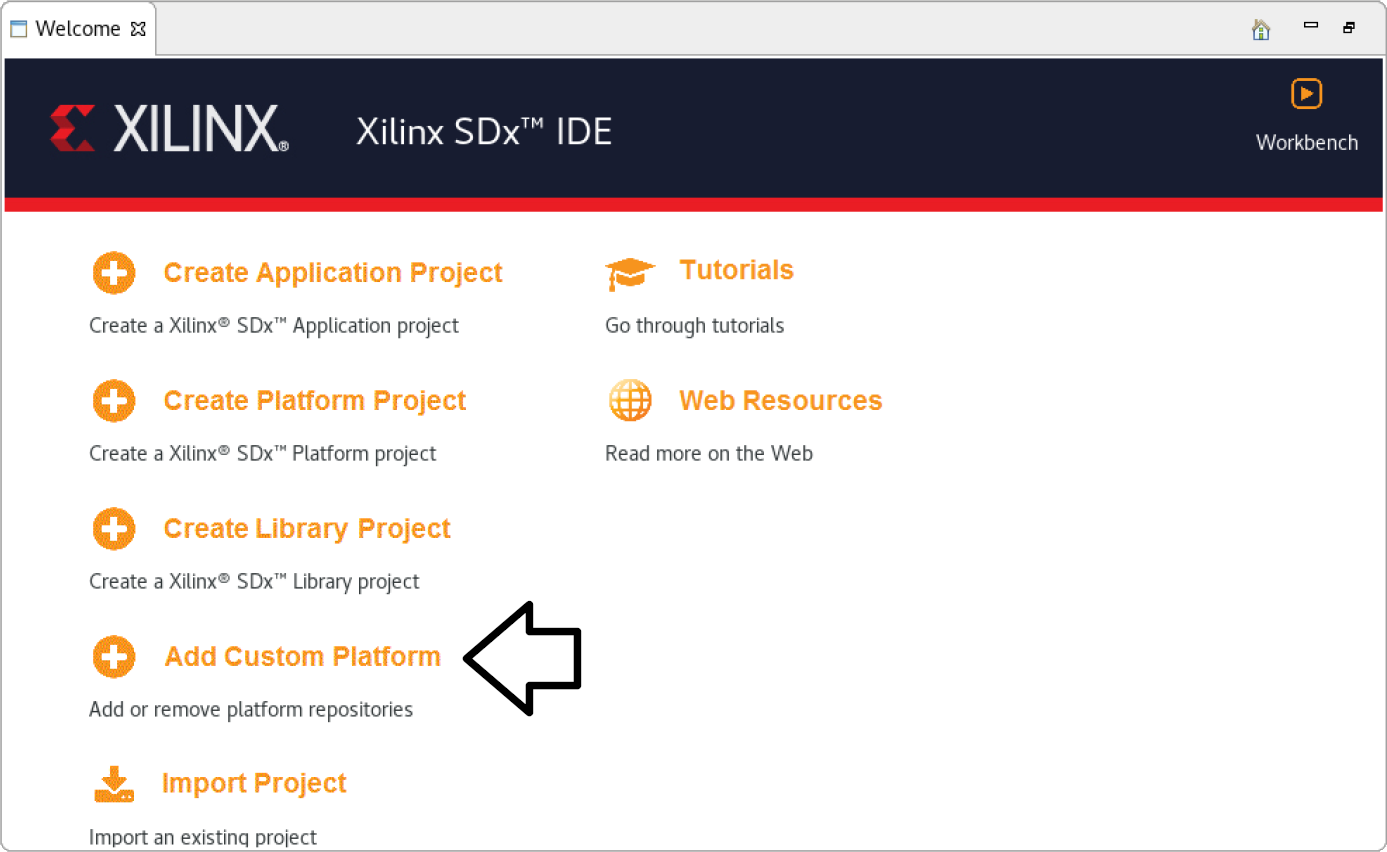 Welcome
XILINX® Xilinx SDx™ IDE
Workbench
Create Application Project
Create a Xilinx® SDx™ Application project
Create Platform Project
Create a Xilinx® SDx™ Platform project
Create Library Project
Create a Xilinx® SDx™ Library project
Add Custom Platform
Add or remove platform repositories
Import Project
Import an existing project
Tutorials
Go through tutorials
Web Resources
Read more on the Web